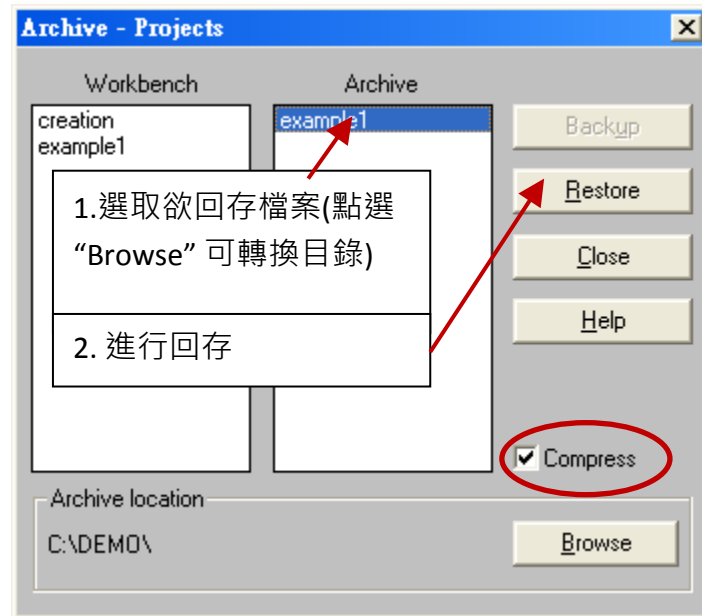 Archive - Projects
Workbench
Archive
creation
example1
example1
Backup
Restore
Close
Help
1.選取欲回存檔案(點選
“Browse” 可轉換目錄)
2. 進行回存
Compress
Archive location
C:\DEMO\
Browse